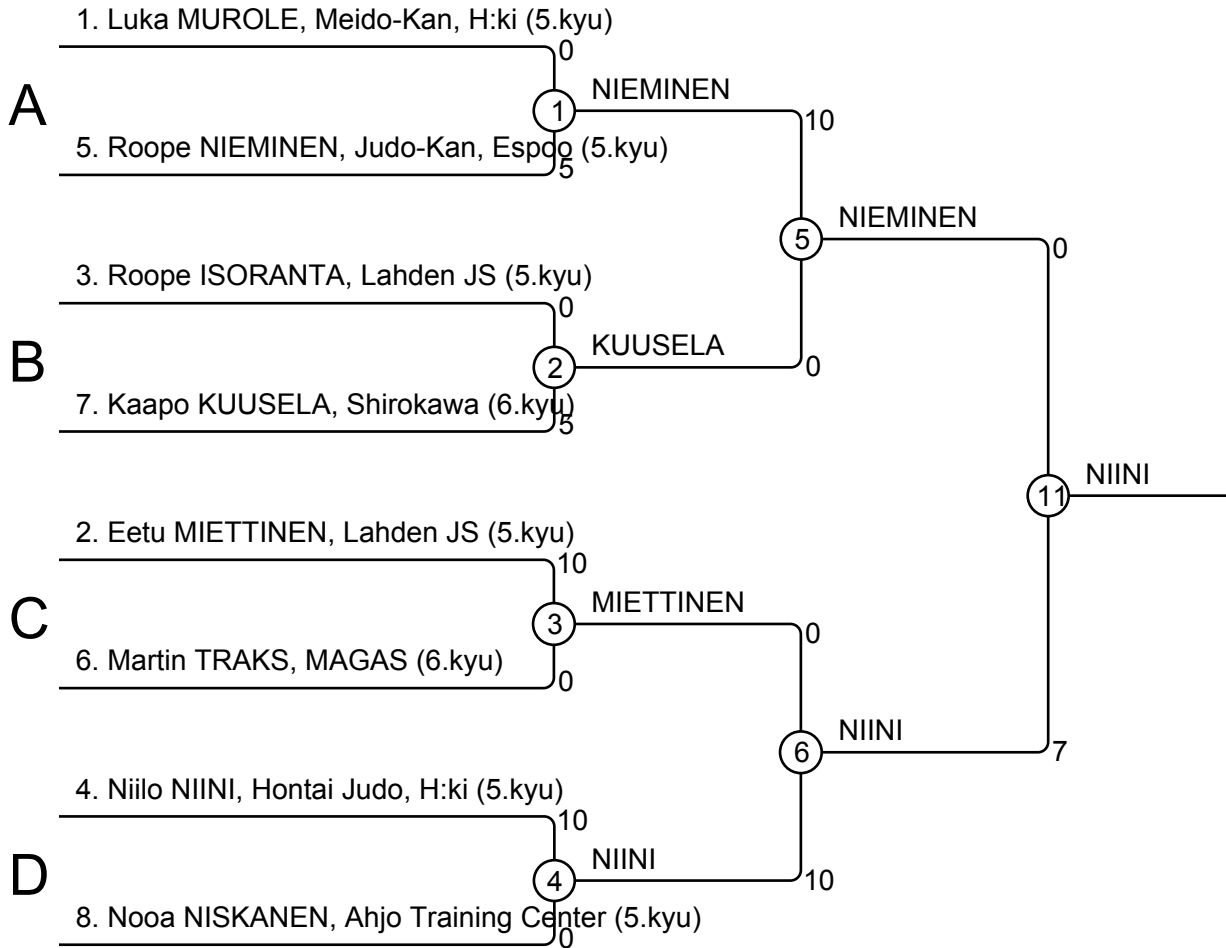 1. Luka MUROLE, Meido-Kan, H:ki (5.kyu)
0
A
1
NIEMINEN
10
5. Roope NIEMINEN, Judo-Kan, Espoo (5.kyu)
5
5
NIEMINEN
0
3. Roope ISORANTA, Lahden JS (5.kyu)
0
B
2
KUUSELA
0
7. Kaapo KUUSELA, Shirokawa (6.kyu)
5
11
NIINI
2. Eetu MIETTINEN, Lahden JS (5.kyu)
10
C
3
MIETTINEN
0
6. Martin TRAKS, MAGAS (6.kyu)
0
6
NIINI
7
4. Niilo NIINI, Hontai Judo, H:ki (5.kyu)
10
D
4
NIINI
10
8. Nooa NISKANEN, Ahjo Training Center (5.kyu)
0